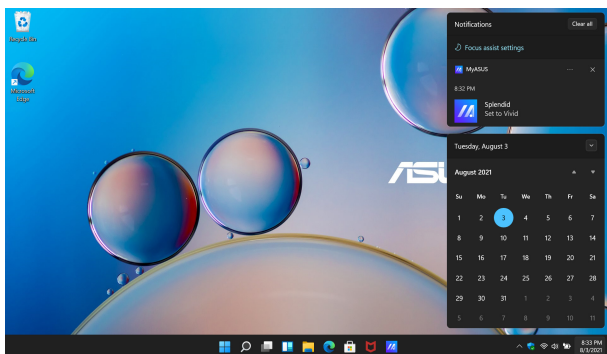 Recycle Bin
Microsoft
Edge
ASU
Notifications
Clear all
Focus assist settings
MyASUS
8:32 PM
Splendid
Set to Vivid
Tuesday, August 3
August 2021
Su Mo Tu We Th Fr Sa
1 2 3 4 5 6 7
8 9 10 11 12 13 14
15 16 17 18 19 20 21
22 23 24 25 26 27 28
29 30 31 1 2 3 4
5 6 7 8 9 10 11
8:33 PM
8/3/2021